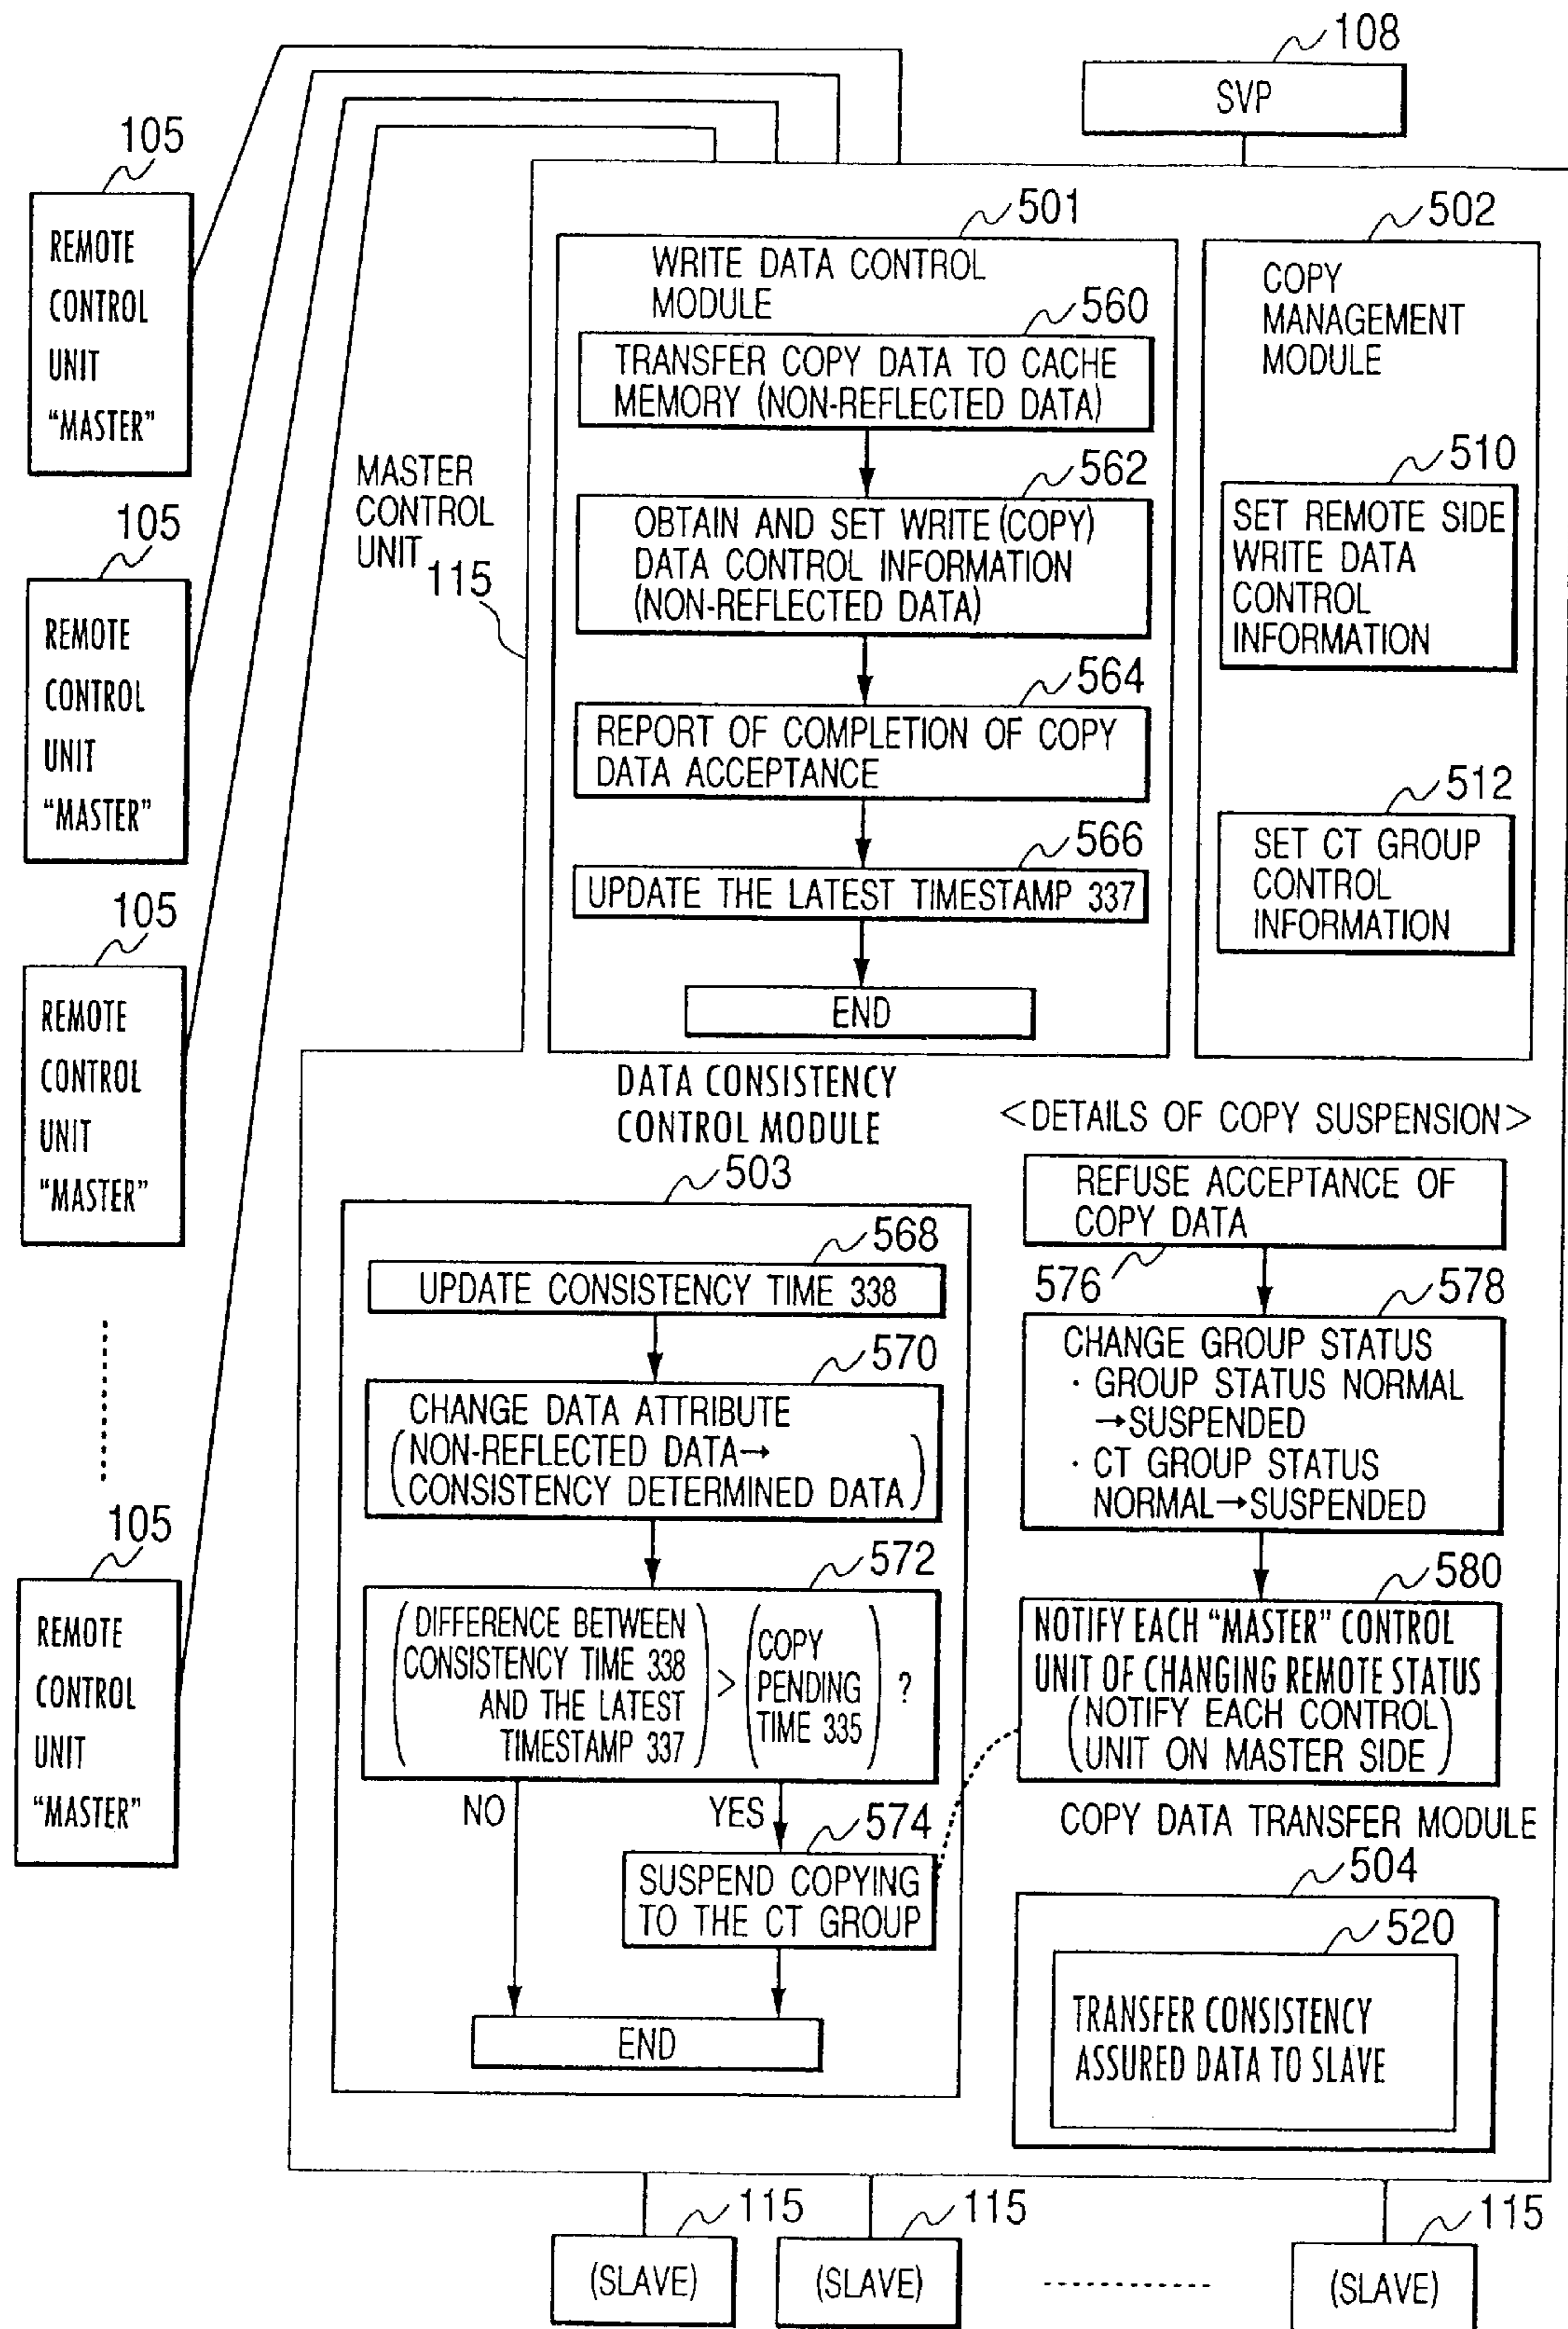 108
SVP
105
REMOTE
CONTROL
UNIT
“MASTER”
105
REMOTE
CONTROL
UNIT
“MASTER”
105
REMOTE
CONTROL
UNIT
“MASTER”
105
REMOTE
CONTROL
UNIT
“MASTER”
MASTER
CONTROL
UNIT
115
501
WRITE DATA CONTROL
MODULE
560
TRANSFER COPY DATA TO CACHE
MEMORY (NON-REFLECTED DATA)
562
OBTAIN AND SET WRITE (COPY)
DATA CONTROL INFORMATION
(NON-REFLECTED DATA)
564
REPORT OF COMPLETION OF COPY
DATA ACCEPTANCE
566
UPDATE THE LATEST TIMESTAMP 337
END
502
COPY
MANAGEMENT
MODULE
510
SET REMOTE SIDE
WRITE DATA
CONTROL
INFORMATION
512
SET CT GROUP
CONTROL
INFORMATION
DATA CONSISTENCY
CONTROL MODULE
503
568
UPDATE CONSISTENCY TIME 338
570
CHANGE DATA ATTRIBUTE
(NON-REFLECTED DATA→
CONSISTENCY DETERMINED DATA)
572
(DIFFERENCE BETWEEN
CONSISTENCY TIME 338
AND THE LATEST
TIMESTAMP 337)
>
(COPY
PENDING
TIME 335)
?
NO
YES
574
SUSPEND COPYING
TO THE CT GROUP
END
<DETAILS OF COPY SUSPENSION>
REFUSE ACCEPTANCE OF
COPY DATA
576
578
CHANGE GROUP STATUS
· GROUP STATUS NORMAL
→SUSPENDED
· CT GROUP STATUS
NORMAL→SUSPENDED
580
NOTIFY EACH “MASTER” CONTROL
UNIT OF CHANGING REMOTE STATUS
(NOTIFY EACH CONTROL
UNIT ON MASTER SIDE)
COPY DATA TRANSFER MODULE
504
520
TRANSFER CONSISTENCY
ASSURED DATA TO SLAVE
115
(SLAVE)
115
(SLAVE)
115
(SLAVE)